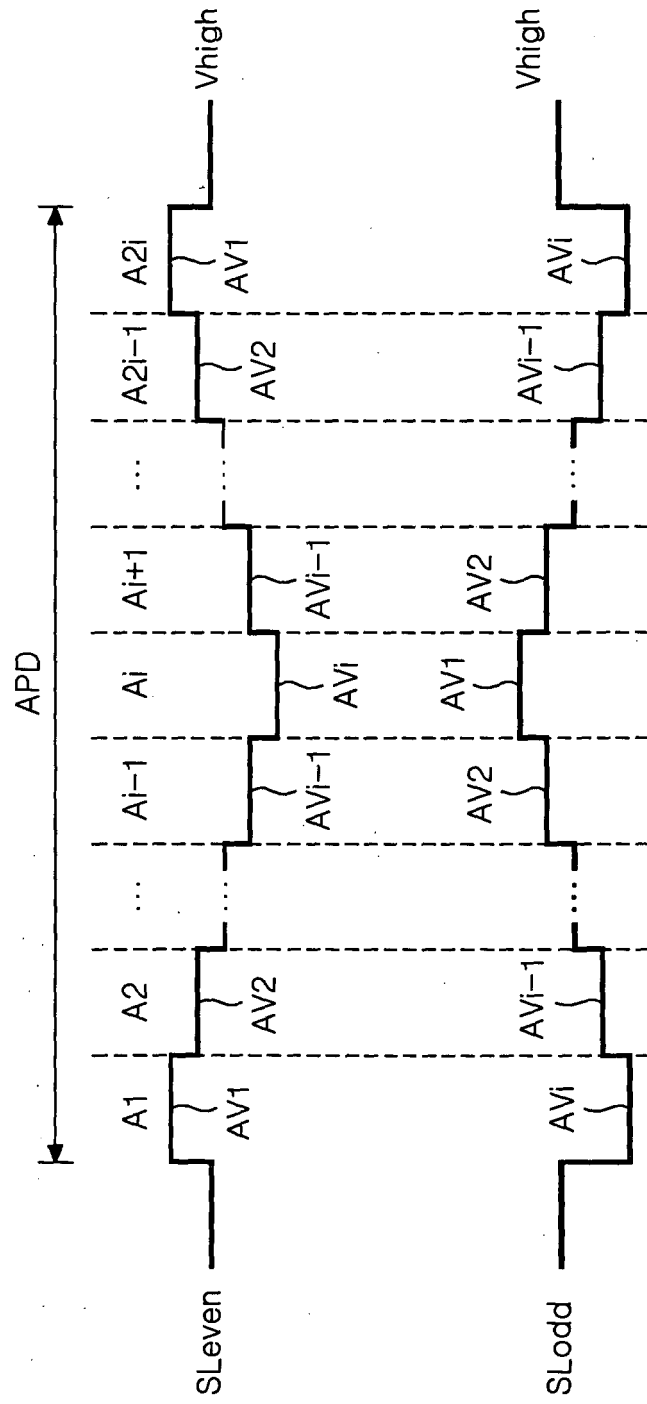 APD
A1 A2 ... Ai-1 Ai Ai+1 ... A2i-1 A2i
SLeven Vhigh
AV1 AV2 ... AVi-1 AVi AVi-1 ... AV2 AV1
SLodd Vhigh
AVi AVi-1 ... AV2 AV1 AV2 ... AVi-1 AVi